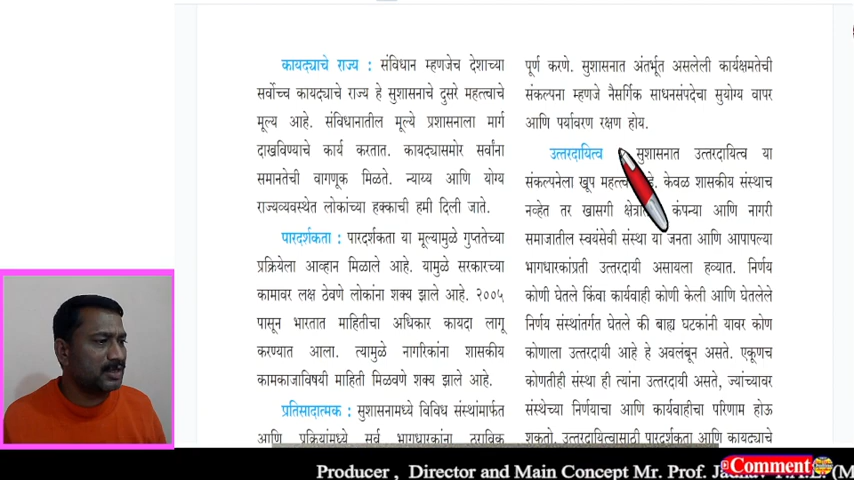 कायद्याचे राज्य : संविधान म्हणजेच देशाच्या
सर्वोच्च कायद्याचे राज्य हे सुशासनाचे दुसरे महत्त्वाचे
मूल्य आहे. संविधानातील मूल्ये प्रशासनाला मार्ग
दाखविण्याचे कार्य करतात. कायद्यासमोर सर्वांना
समानतेची वागणूक मिळते. न्याय्य आणि योग्य
राज्यव्यवस्थेत लोकांच्या हक्काची हमी दिली जाते.
पारदर्शकता : पारदर्शकता या मूल्यामुळे गुप्ततेच्या
प्रक्रियेला आव्हान मिळाले आहे. यामुळे सरकारच्या
कामावर लक्ष ठेवणे लोकांना शक्य झाले आहे. २००५
पासून भारतात माहितीचा अधिकार कायदा लागू
करण्यात आला. त्यामुळे नागरिकांना शासकीय
कामकाजाविषयी माहिती मिळवणे शक्य झाले आहे.
प्रतिसादात्मक : सुशासनामध्ये विविध संस्थांमार्फत
आणि प्रक्रियांमध्ये सर्व भागधारकांना ठराविक
पूर्ण करणे. सुशासनात अंतर्भूत असलेली कार्यक्षमतेची
संकल्पना म्हणजे नैसर्गिक साधनसंपदेचा सुयोग्य वापर
आणि पर्यावरण रक्षण होय.
उत्तरदायित्व सुशासनात उत्तरदायित्व या
संकल्पनेला खूप केवळ शासकीय संस्थाच
नव्हेत तर खासगी कंपन्या आणि नागरी
समाजातील स्वयंसेवी संस्था या जनता आणि आपापल्या
भागधारकांप्रती उत्तरदायी असायला हव्यात. निर्णय
कोणी घेतले किंवा कार्यवाही कोणी केली आणि घेतलेले
निर्णय संस्थांतर्गत घेतले की बाह्य घटकांनी यावर कोण
कोणाला उत्तरदायी आहे हे अवलंबून असते. एकूणच
कोणतीही संस्था ही त्यांना उत्तरदायी असते, ज्यांच्यावर
संस्थेच्या निर्णयाचा आणि कार्यवाहीचा परिणाम होऊ
शकतो. उत्तरदायित्वासाठी पारदर्शकता आणि कायद्याचे
Producer , Director and Main Concept Mr. Prof.
Comment